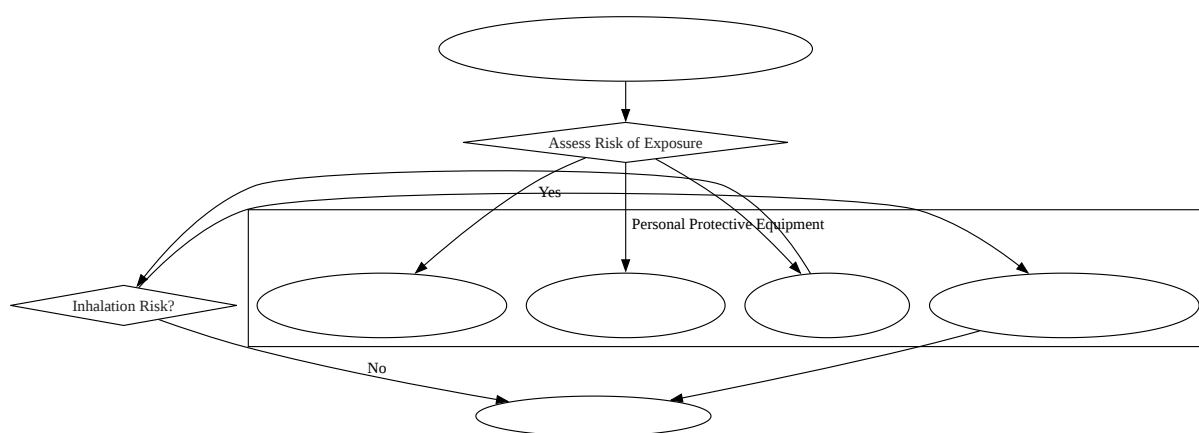 Assess Risk of Exposure
Yes
Personal Protective Equipment
Inhalation Risk?
No